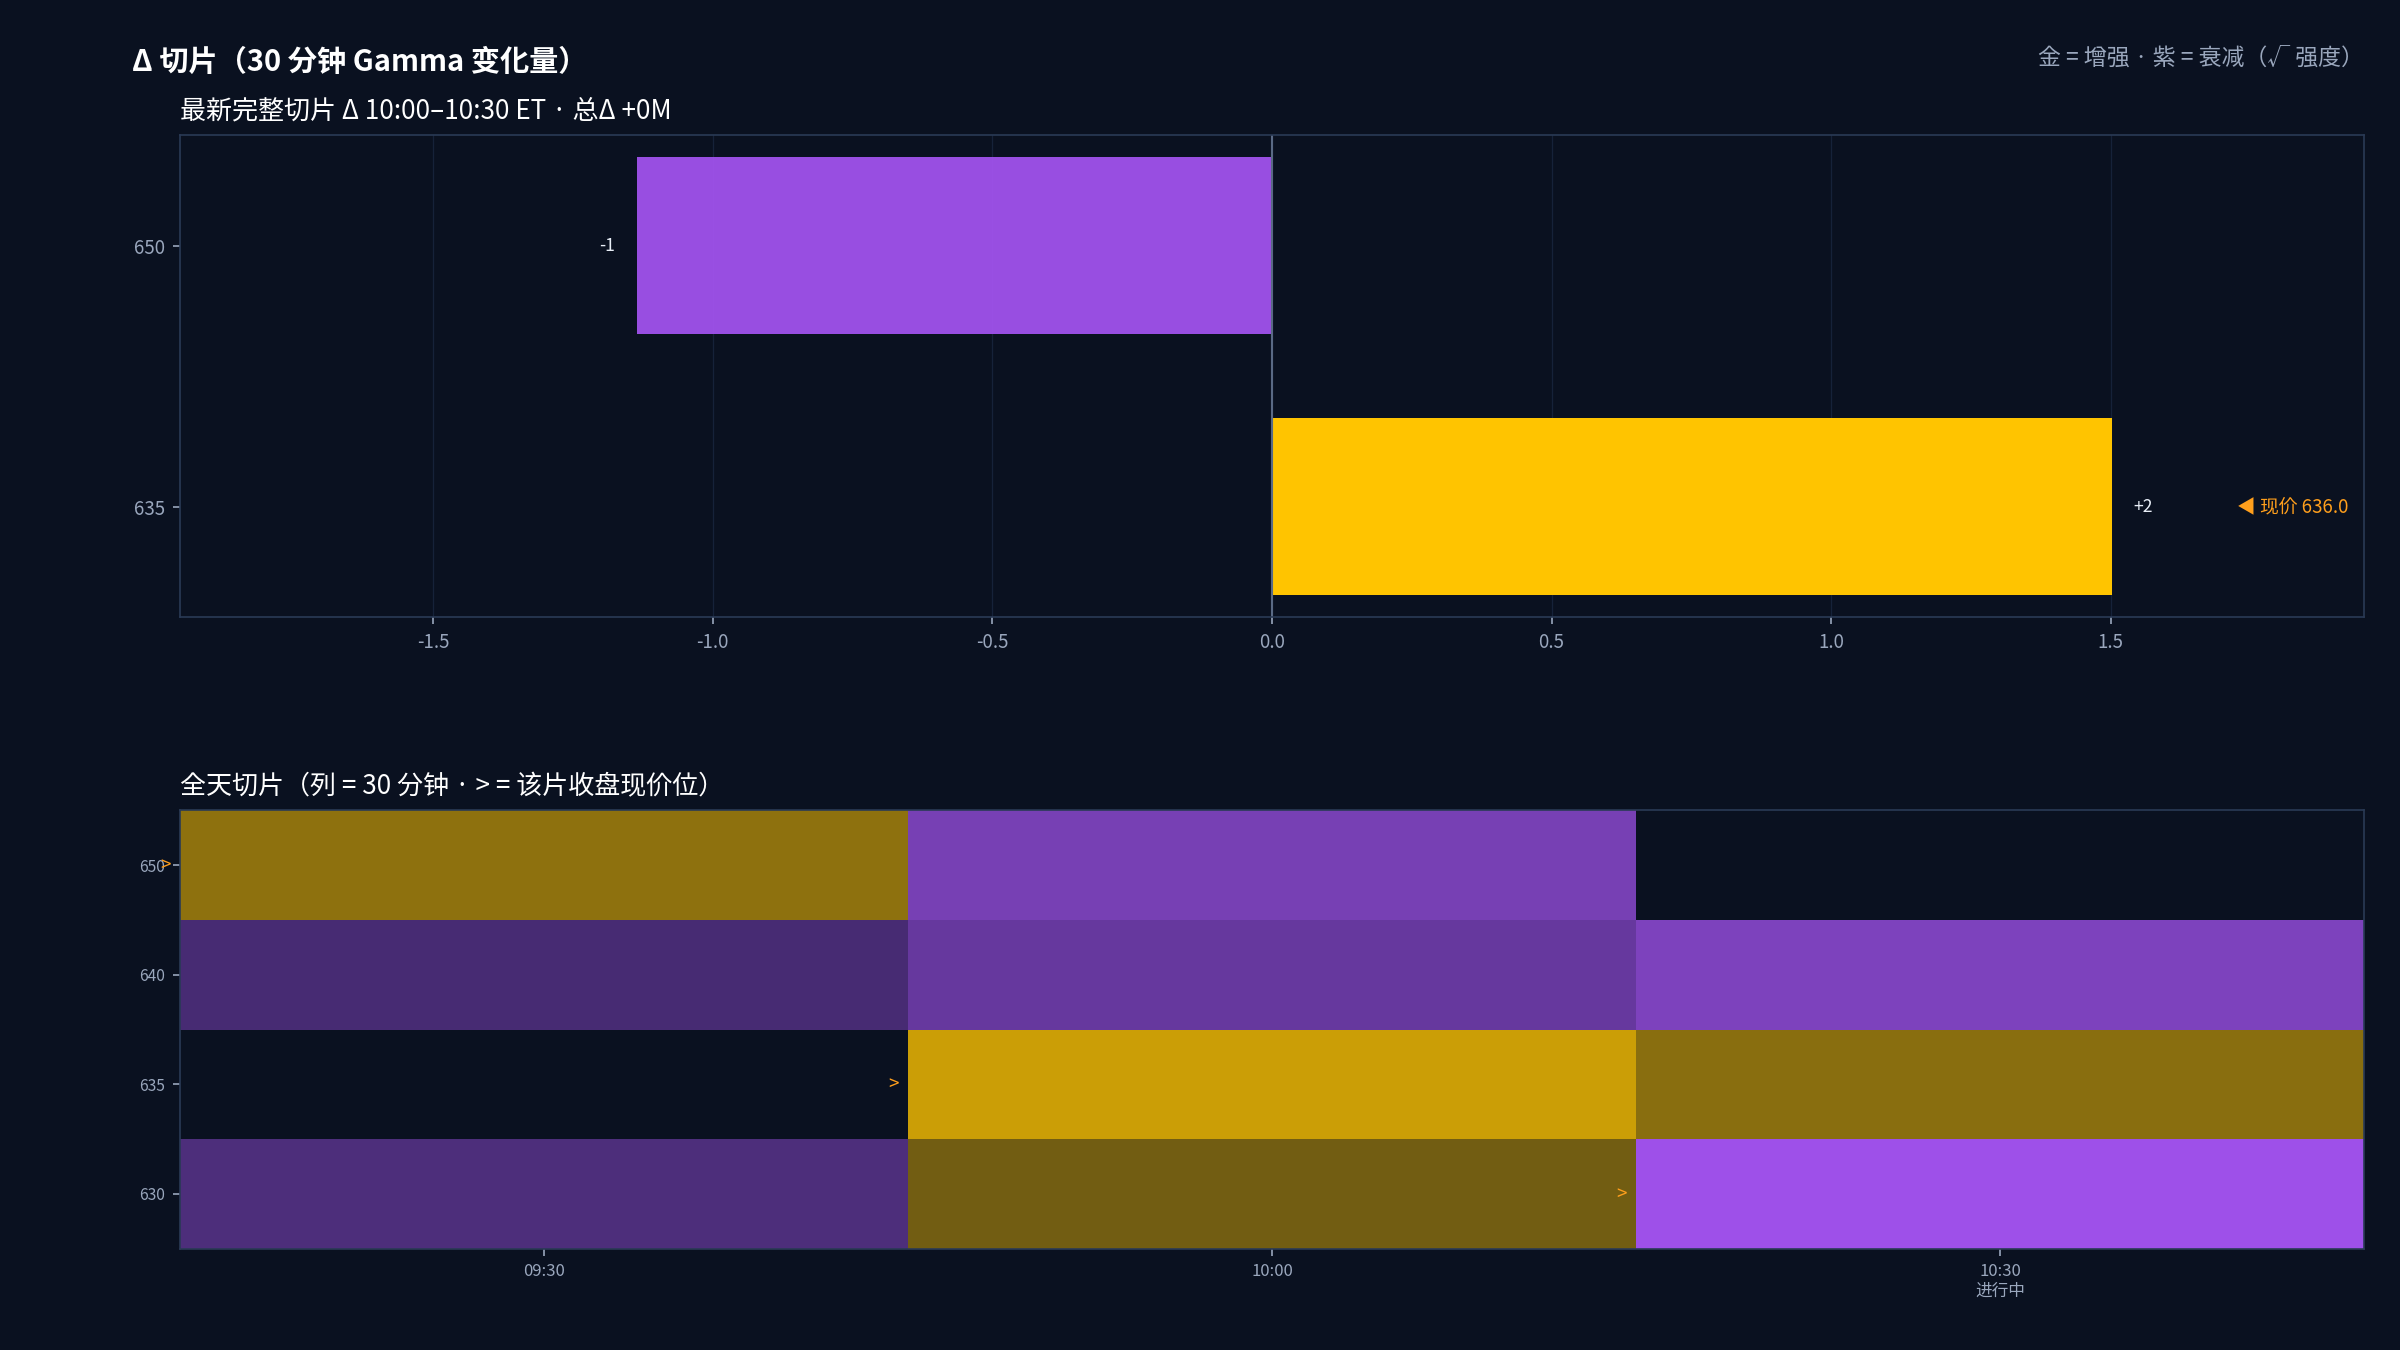 Δ 切片（30 分钟 Gamma 变化量）
金 = 增强 · 紫 = 衰减（√ 强度）
最新完整切片 Δ 10:00–10:30 ET · 总Δ +0M
650
-1
635
+2
◀ 现价 636.0
-1.5 -1.0 -0.5 0.0 0.5 1.0 1.5
全天切片（列 = 30 分钟 · > = 该片收盘现价位）
650
>
640
635
>
630
>
09:30 10:00 10:30
进行中